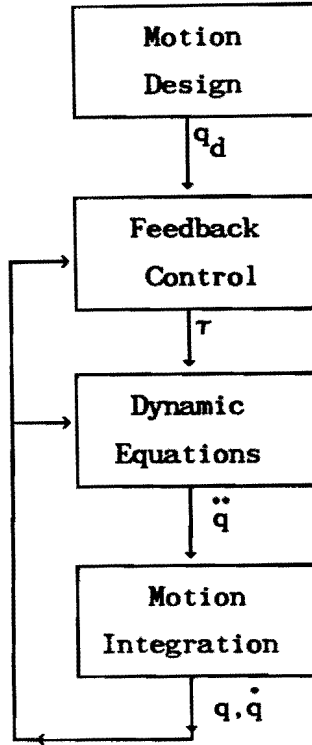 Motion
Design
q_d
Feedback
Control
τ
Dynamic
Equations
q̈
Motion
Integration
q, q̇